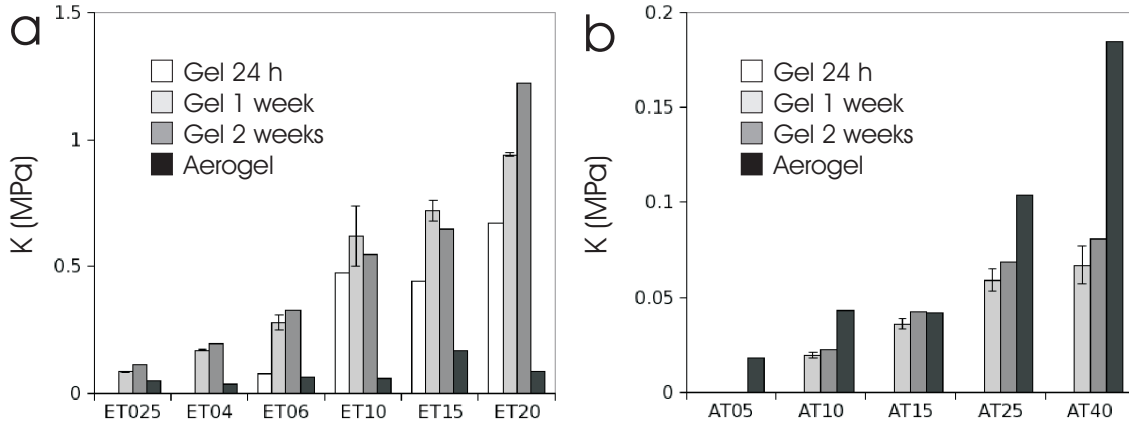 a
K (MPa)
1.5
1
0.5
0
Gel 24 h
Gel 1 week
Gel 2 weeks
Aerogel
ET025 ET04 ET06 ET10 ET15 ET20
b
K (MPa)
0.2
0.15
0.1
0.05
0
Gel 24 h
Gel 1 week
Gel 2 weeks
Aerogel
AT05 AT10 AT15 AT25 AT40